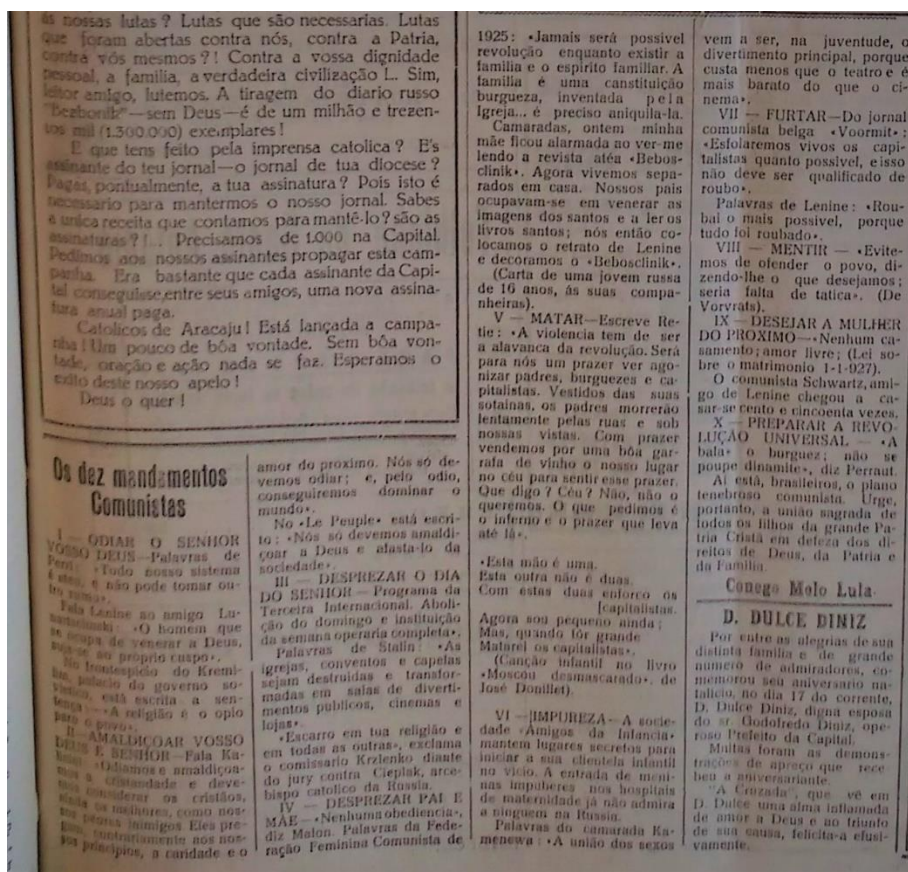 ás nossas lutas ? Lutas que são necessarias. Lutas
que foram abertas contra nós, contra a Patria,
contra vós mesmos ?! Contra a vossa dignidade
pessoal, a familia, a verdadeira civilização !... Sim,
leitor amigo, lutemos. A tiragem do diario russo
"Bezbonik"—sem Deus—é de um milhão e trezen-
tos mil (1.300.000) exemplares !
E que tens feito pela imprensa catolica ? E's
assinante do teu jornal—o jornal de tua diocese ?
Pagas, pontualmente, a tua assinatura ? Pois isto é
necessario para mantermos o nosso jornal. Sabes
a unica receita que contamos para mantê-lo ? são as
assinaturas ? !... Precisamos de 1.000 na Capital.
Pedimos aos nossos assinantes propagar esta cam-
panha. Era bastante que cada assinante da Capi-
tal conseguisse, entre seus amigos, uma nova assina-
tura anual paga.
Catolicos de Aracaju ! Está lançada a campa-
nha ! Um pouco de bôa vontade. Sem bôa von-
tade, oração e ação nada se faz. Esperamos o
exito deste nosso apelo !
Deus o quer !
Os dez mandamentos
Comunistas
I — ODIAR O SENHOR
VOSSO DEUS—Palavras de
«Tudo nosso sistema
é ateu, e não pode tomar ou-
tro rumo».
Fala Lenine ao amigo Lu-
«O homem que
se ocupa de venerar a Deus,
suja-se ao proprio cuspo».
No frontespicio do Krem-
lin, palacio do governo so-
vietico, está escrita a sen-
tença: «A religião é o opio
para o povo».
II—AMALDIÇOAR VOSSO
DEUS E SENHOR—Fala
«Odiamos e amaldiçoa-
mos a cristandade e deve-
mos considerar os cristãos,
ainda os melhores, como nos-
sos peores inimigos Eles pre-
gam, contrariamente aos nos-
sos principios, a caridade e o
amor do proximo. Nós só de-
vemos odiar; e, pelo odio,
conseguiremos dominar o
mundo».
No «Le Peuple» está escri-
to : «Nós só devemos amaldi-
çoar a Deus e afasta-lo da
sociedade».
III — DESPREZAR O DIA
DO SENHOR—Programa da
Terceira Internacional. Aboli-
ção do domingo e instituição
da semana operaria completa».
Palavras de Stalin : «As
igrejas, conventos e capelas
sejam destruidas e transfor-
madas em salas de diverti-
mentos publicos, cinemas e
lojas».
«Escarro em tua religião e
em todas as outras», exclama
o comissario Krzlenko diante
do jury contra Cieplak, arce-
bispo catolico da Russia.
IV — DESPREZAR PAI E
MÃE—«Nenhuma obediencia»,
diz Malon. Palavras da Fede-
ração Feminina Comunista de
1925: «Jamais será possivel
revolução enquanto existir a
familia e o espirito familiar. A
familia é uma canstituição
burgueza, inventada pela
Igreja... é preciso aniquila-la.
Camaradas, ontem minha
mãe ficou alarmada ao ver-me
lendo a revista atéa «Bebos-
clinik». Agora vivemos sepa-
rados em casa. Nossos pais
ocupavam-se em venerar as
imagens dos santos e a ler os
livros santos; nós então co-
locamos o retrato de Lenine
e decoramos o «Bebosclinik».
(Carta de uma jovem russa
de 16 anos, ás suas compa-
nheiras).
V — MATAR—Escreve Re-
tie : «A violencia tem de ser
a alavanca da revolução. Será
para nós um prazer ver ago-
nizar padres, burguezes e ca-
pitalistas. Vestidos das suas
sotainas, os padres morrerão
lentamente pelas ruas e sob
nossas vistas. Com prazer
vendemos por uma bôa gar-
rafa de vinho o nosso lugar
no céu para sentir esse prazer.
Que digo ? Céu ? Não, não o
queremos. O que pedimos é
o inferno e o prazer que leva
até lá».
«Esta mão é uma.
Esta outra não é duas.
Com estas duas enforco os
[capitalistas.
Agora sou pequeno ainda ;
Mas, quando fôr grande
Matarei os capitalistas».
(Canção infantil no livro
«Moscou desmascarado», de
José Donillet).
VI — IMPUREZA— A socie-
dade «Amigos da Infancia»
mantem lugares secretos para
iniciar a sua clientela infantil
no vicio. A entrada de meni-
nas impuberes nos hospitais
de maternidade já não admira
a ninguem na Russia.
Palavras do camarada Ka-
menewa : «A união dos sexos
vem a ser, na juventude, o
divertimento principal, porque
custa menos que o teatro e é
mais barato do que o ci-
nema».
VII — FURTAR—Do jornal
comunista belga «Voormit» :
«Esfolaremos vivos os capi-
talistas quanto possivel, e isso
não deve ser qualificado de
roubo».
Palavras de Lenine : «Rou-
bai o mais possivel, porque
tudo foi roubado».
VIII — MENTIR — «Evite-
mos de ofender o povo, di-
zendo-lhe o que desejamos ;
seria falta de tatica». (De
Vorvrats).
IX — DESEJAR A MULHER
DO PROXIMO—«Nenhum ca-
samento ; amor livre ; (Lei so-
bre o matrimonio 1-1-927).
O comunista Schwartz, ami-
go de Lenine chegou a ca-
sar-se cento e cincoenta vezes.
X — PREPARAR A REVO-
LUÇÃO UNIVERSAL — «A
bala» o burguez ; não se
poupe dinamite», diz Perraut.
Aí está, brasileiros, o plano
tenebroso comunista. Urge,
portanto, a união sagrada de
todos os filhos da grande Pa-
tria Cristã em defeza dos di-
reitos de Deus, da Patria e
da Familia.
Conego Melo Lula
D. DULCE DINIZ
Por entre as alegrias de sua
distinta familia e de grande
numero de admiradores, co-
memorou seu aniversario na-
talicio, no dia 17 do corrente,
D. Dulce Diniz, digna esposa
do sr. Godofredo Diniz, ope-
roso Prefeito da Capital.
Muitas foram as demons-
trações de apreço que rece
beu a aniversariante.
"A Cruzada", que vê em
D. Dulce uma alma inflamada
de amor a Deus e ao triunfo
de sua causa, felicita-a efusi-
vamente.